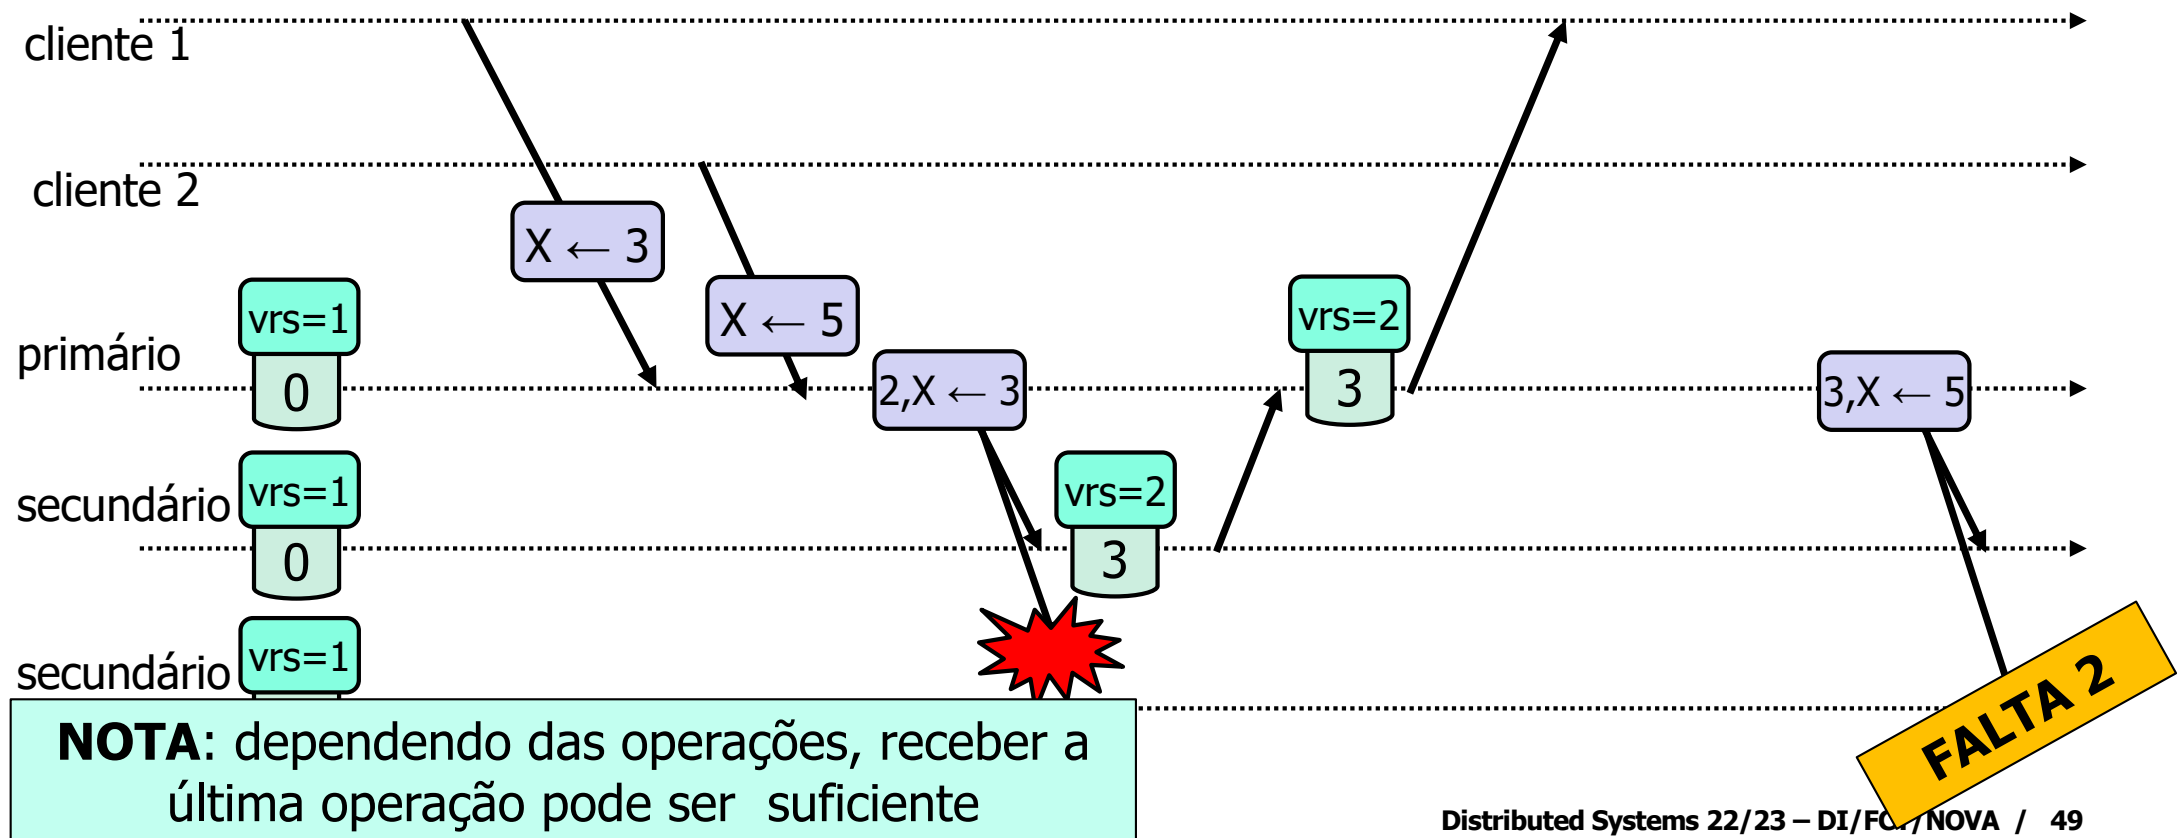 cliente 1
cliente 2
X ← 3
X ← 5
primário
vrs=1
0
2,X ← 3
vrs=2
3
3,X ← 5
secundário
vrs=1
0
vrs=2
3
secundário
vrs=1
FALTA 2
NOTA: dependendo das operações, receber a
última operação pode ser suficiente
Distributed Systems 22/23 – DI/FCT/NOVA / 49